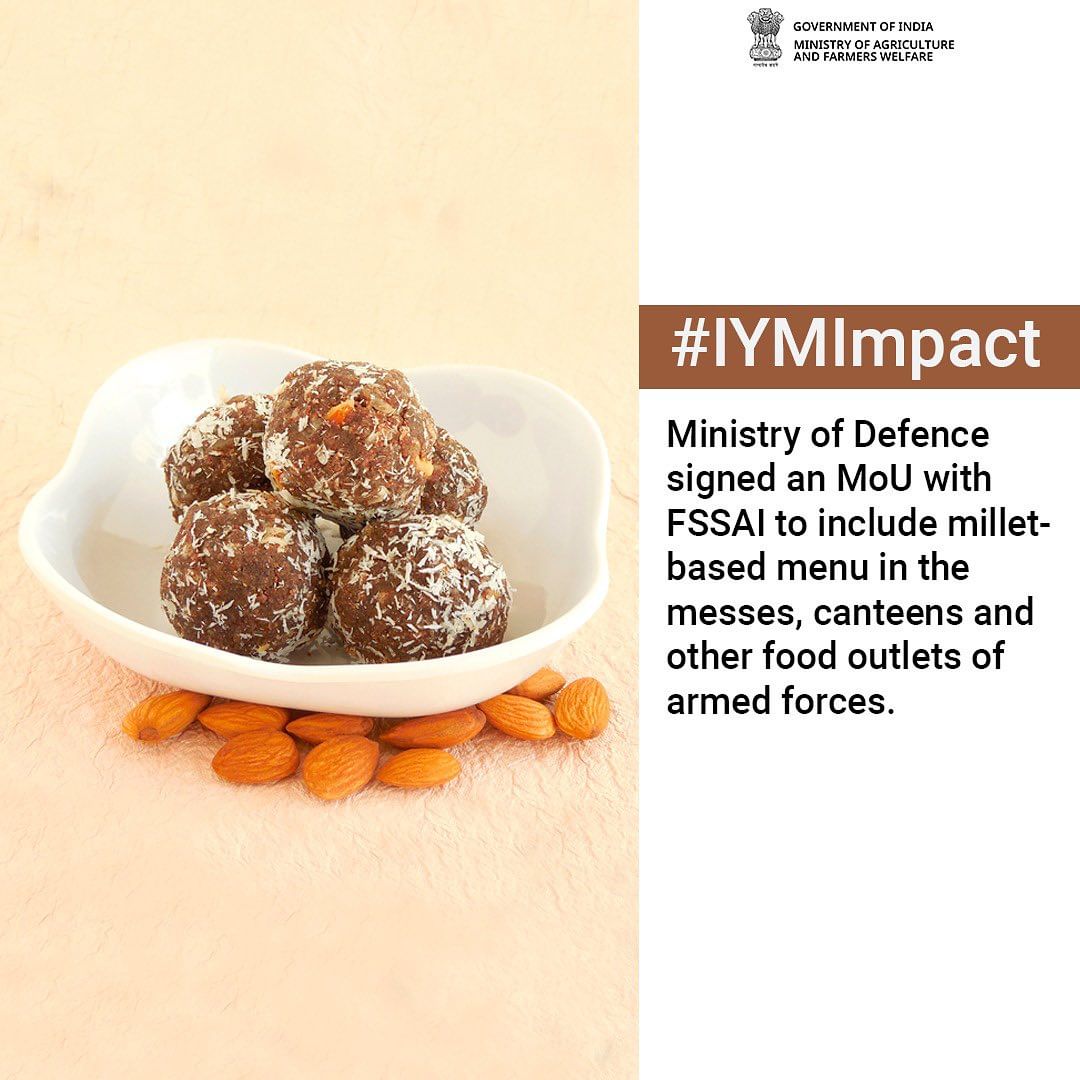 GOVERNMENT OF INDIA
MINISTRY OF AGRICULTURE
AND FARMERS WELFARE
#IYMImpact
Ministry of Defence
signed an MoU with
FSSAI to include millet-
based menu in the
messes, canteens and
other food outlets of
armed forces.